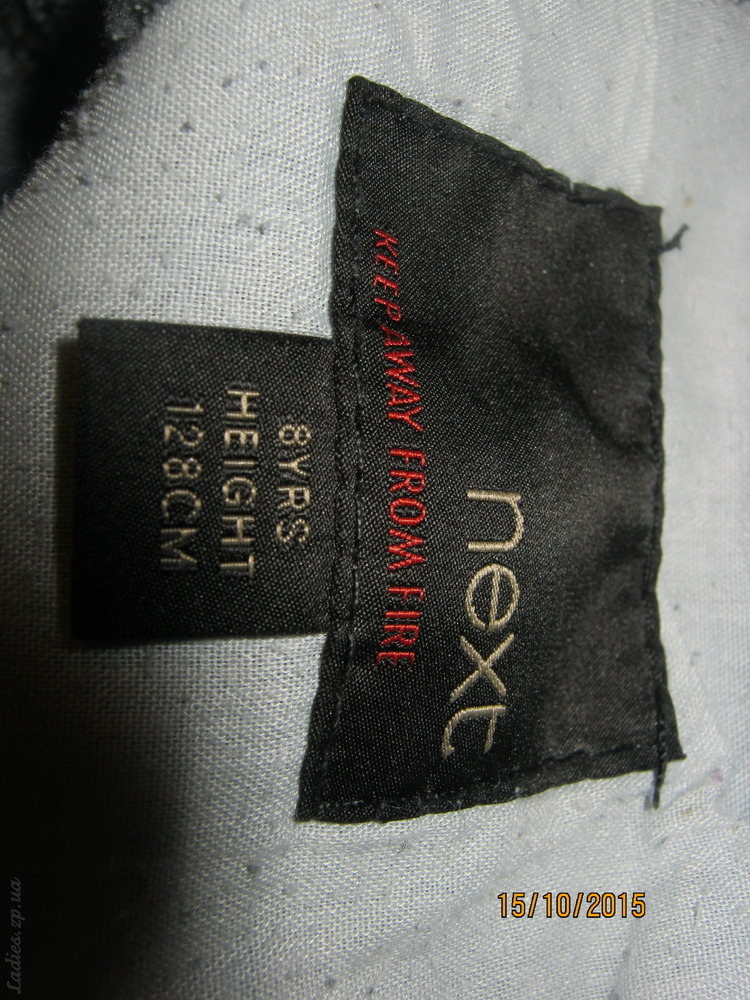 next
KEEP AWAY FROM FIRE
8YRS
HEIGHT
128CM
15/10/2015
Ladies.zp.ua